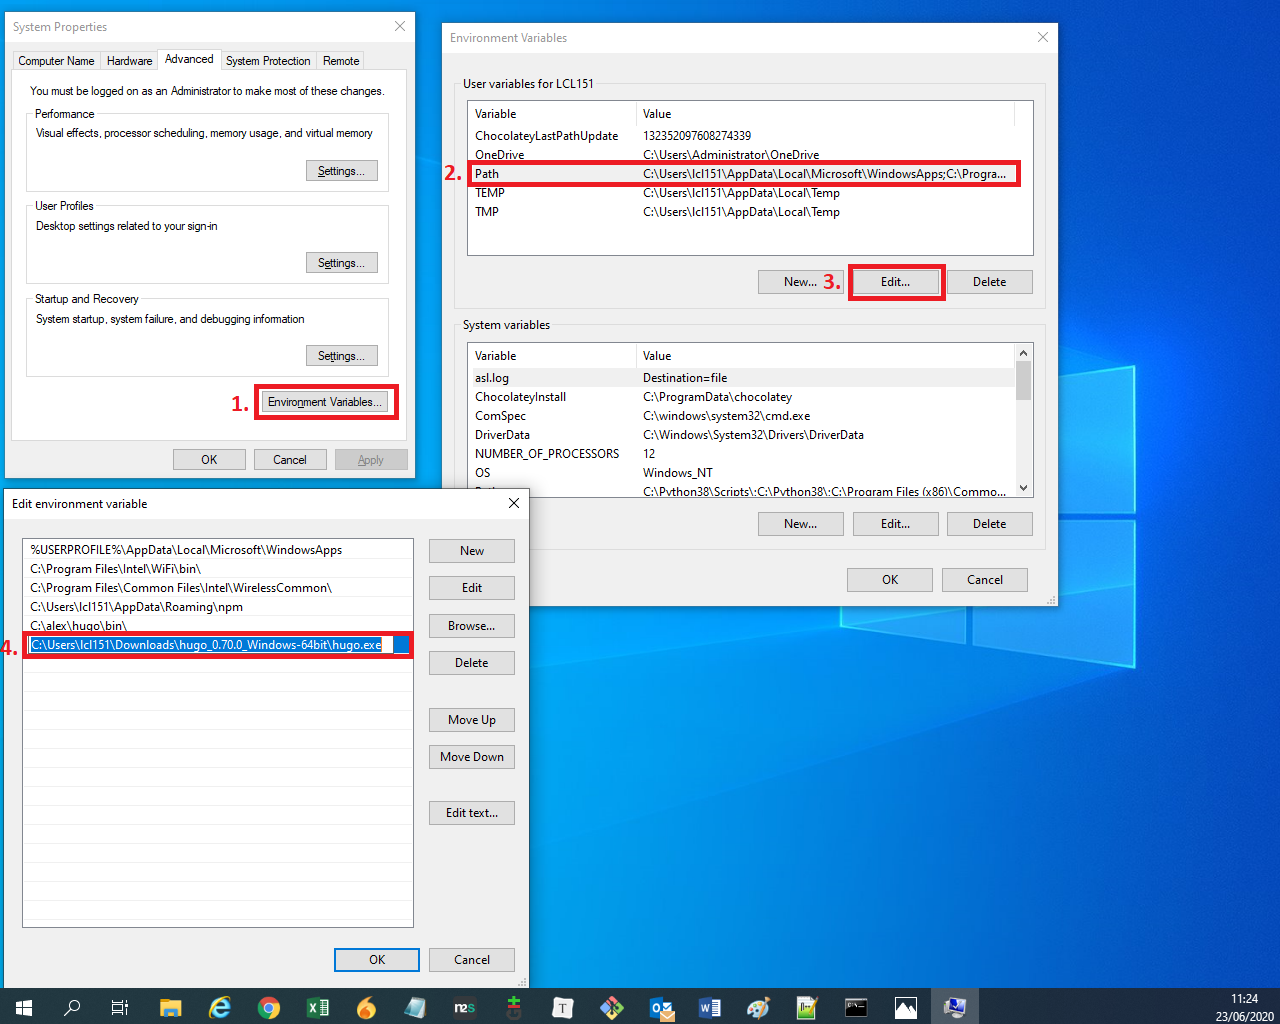 System Properties
Computer Name
Hardware
Advanced
System Protection
Remote
You must be logged on as an Administrator to make most of these changes.
Performance
Visual effects, processor scheduling, memory usage, and virtual memory
Settings...
User Profiles
Desktop settings related to your sign-in
Settings...
Startup and Recovery
System startup, system failure, and debugging information
Settings...
1.
Environment Variables...
OK
Cancel
Apply
Environment Variables
User variables for LCL151
Variable
Value
ChocolateyLastPathUpdate
132352097608274339
OneDrive
C:\Users\Administrator\OneDrive
2.
Path
C:\Users\lcl151\AppData\Local\Microsoft\WindowsApps;C:\Progra...
TEMP
C:\Users\lcl151\AppData\Local\Temp
TMP
C:\Users\lcl151\AppData\Local\Temp
New...
3.
Edit...
Delete
System variables
Variable
Value
asl.log
Destination=file
ChocolateyInstall
C:\ProgramData\chocolatey
ComSpec
C:\windows\system32\cmd.exe
DriverData
C:\Windows\System32\Drivers\DriverData
NUMBER_OF_PROCESSORS
12
OS
Windows_NT
C:\Python38\Scripts\;C:\Python38\;C:\Program Files (x86)\Commo...
New...
Edit...
Delete
OK
Cancel
Edit environment variable
%USERPROFILE%\AppData\Local\Microsoft\WindowsApps
C:\Program Files\Intel\WiFi\bin\
C:\Program Files\Common Files\Intel\WirelessCommon\
C:\Users\lcl151\AppData\Roaming\npm
C:\alex\hugo\bin\
4.
C:\Users\lcl151\Downloads\hugo_0.70.0_Windows-64bit\hugo.exe
New
Edit
Browse...
Delete
Move Up
Move Down
Edit text...
OK
Cancel
n2s
T
11:24
23/06/2020